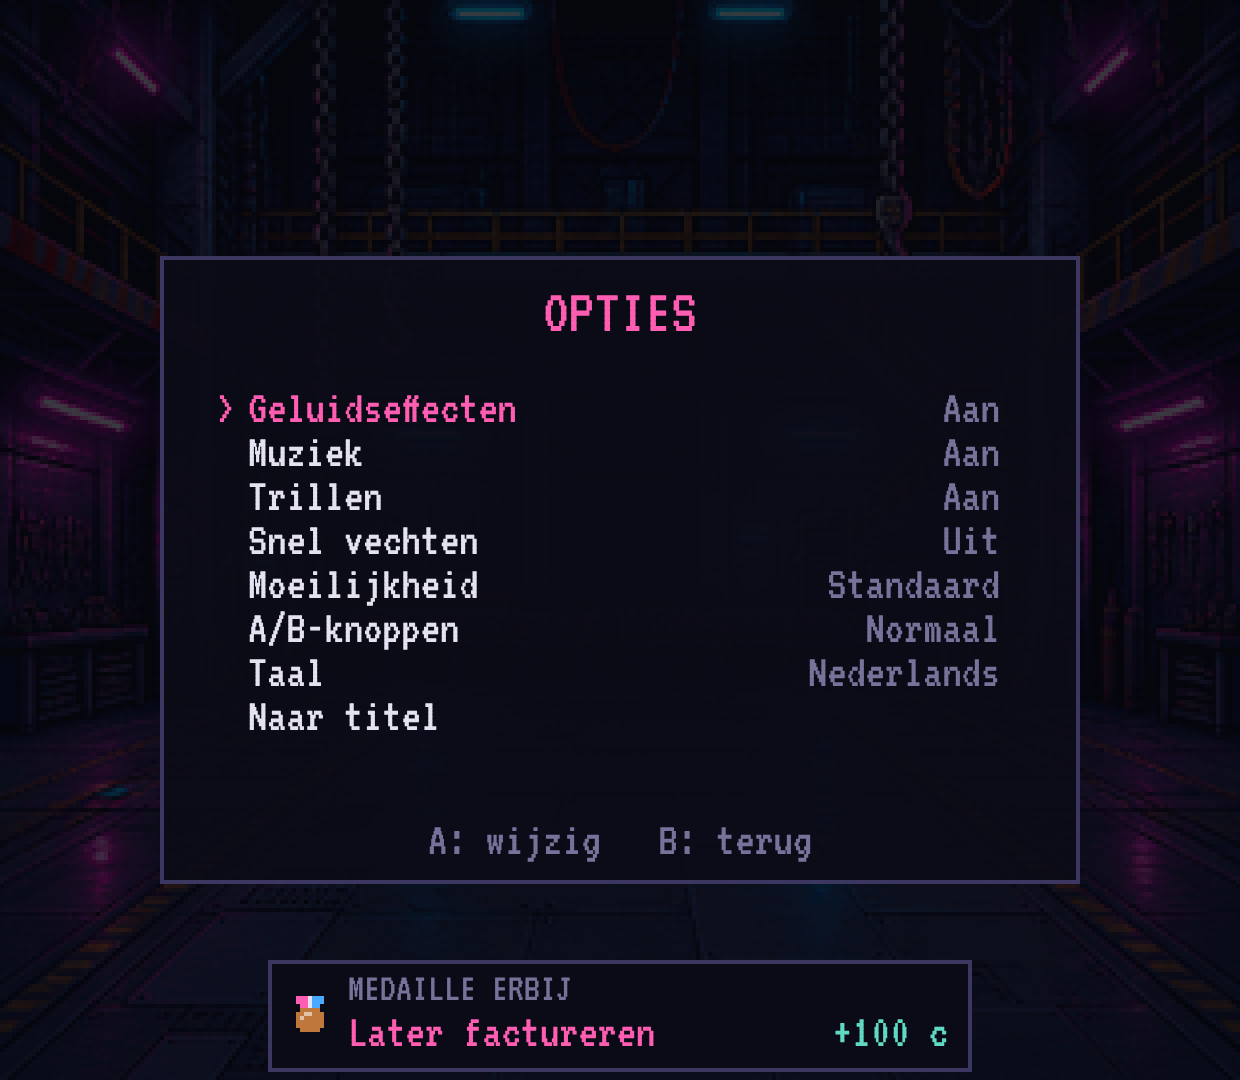 OPTIES
> Geluidseffecten Aan
Muziek Aan
Trillen Aan
Snel vechten Uit
Moeilijkheid Standaard
A/B-knoppen Normaal
Taal Nederlands
Naar titel
A: wijzig B: terug
MEDAILLE ERBIJ
Later factureren +100 c